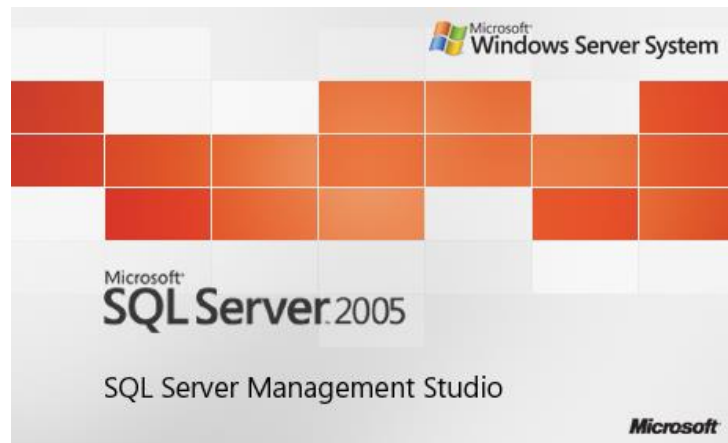 Microsoft
Windows Server System
Microsoft
SQL Server 2005
SQL Server Management Studio
Microsoft